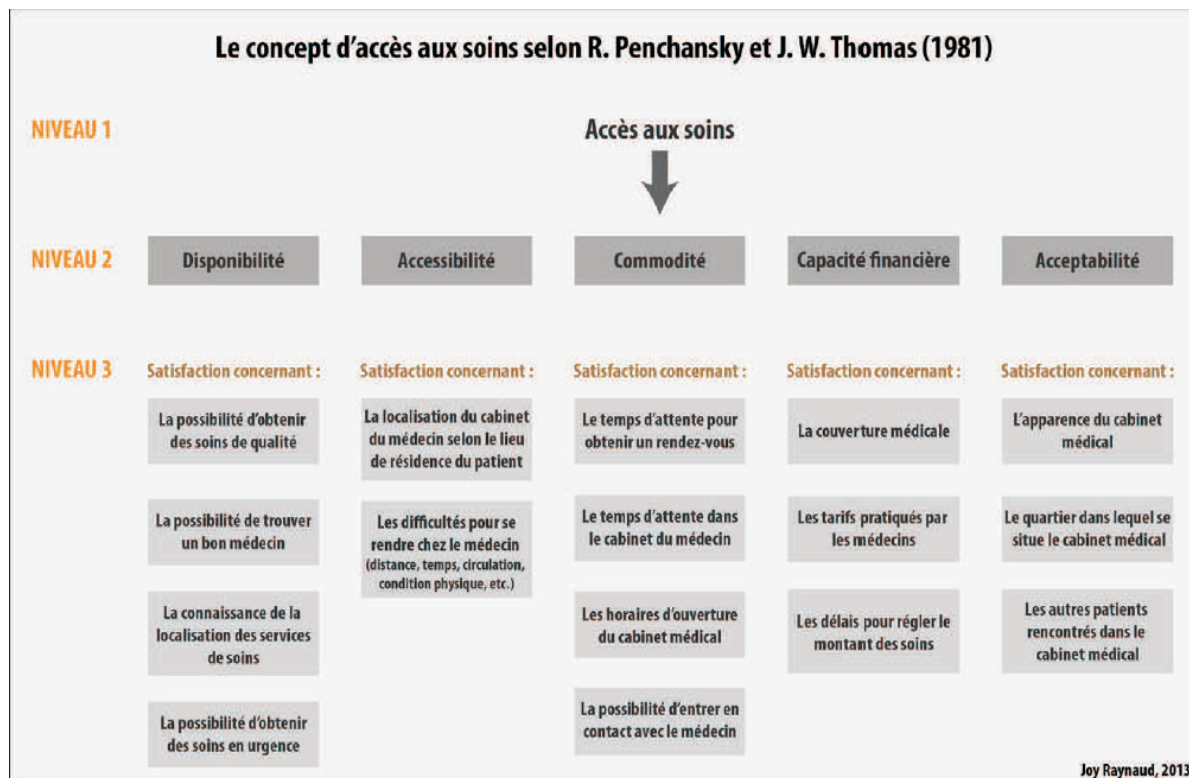 Le concept d'accès aux soins selon R. Penchansky et J. W. Thomas (1981)
NIVEAU 1
Accès aux soins
NIVEAU 2
Disponibilité
Accessibilité
Commodité
Capacité financière
Acceptabilité
NIVEAU 3
Satisfaction concernant :
La possibilité d'obtenir
des soins de qualité
La possibilité de trouver
un bon médecin
La connaissance de la
localisation des services
de soins
La possibilité d'obtenir
des soins en urgence
Satisfaction concernant :
La localisation du cabinet
du médecin selon le lieu
de résidence du patient
Les difficultés pour se
rendre chez le médecin
(distance, temps, circulation,
condition physique, etc.)
Satisfaction concernant :
Le temps d'attente pour
obtenir un rendez-vous
Le temps d'attente dans
le cabinet du médecin
Les horaires d'ouverture
du cabinet médical
La possibilité d'entrer en
contact avec le médecin
Satisfaction concernant :
La couverture médicale
Les tarifs pratiqués par
les médecins
Les délais pour régler le
montant des soins
Satisfaction concernant :
L'apparence du cabinet
médical
Le quartier dans lequel se
situe le cabinet médical
Les autres patients
rencontrés dans le
cabinet médical
Joy Raynaud, 2013